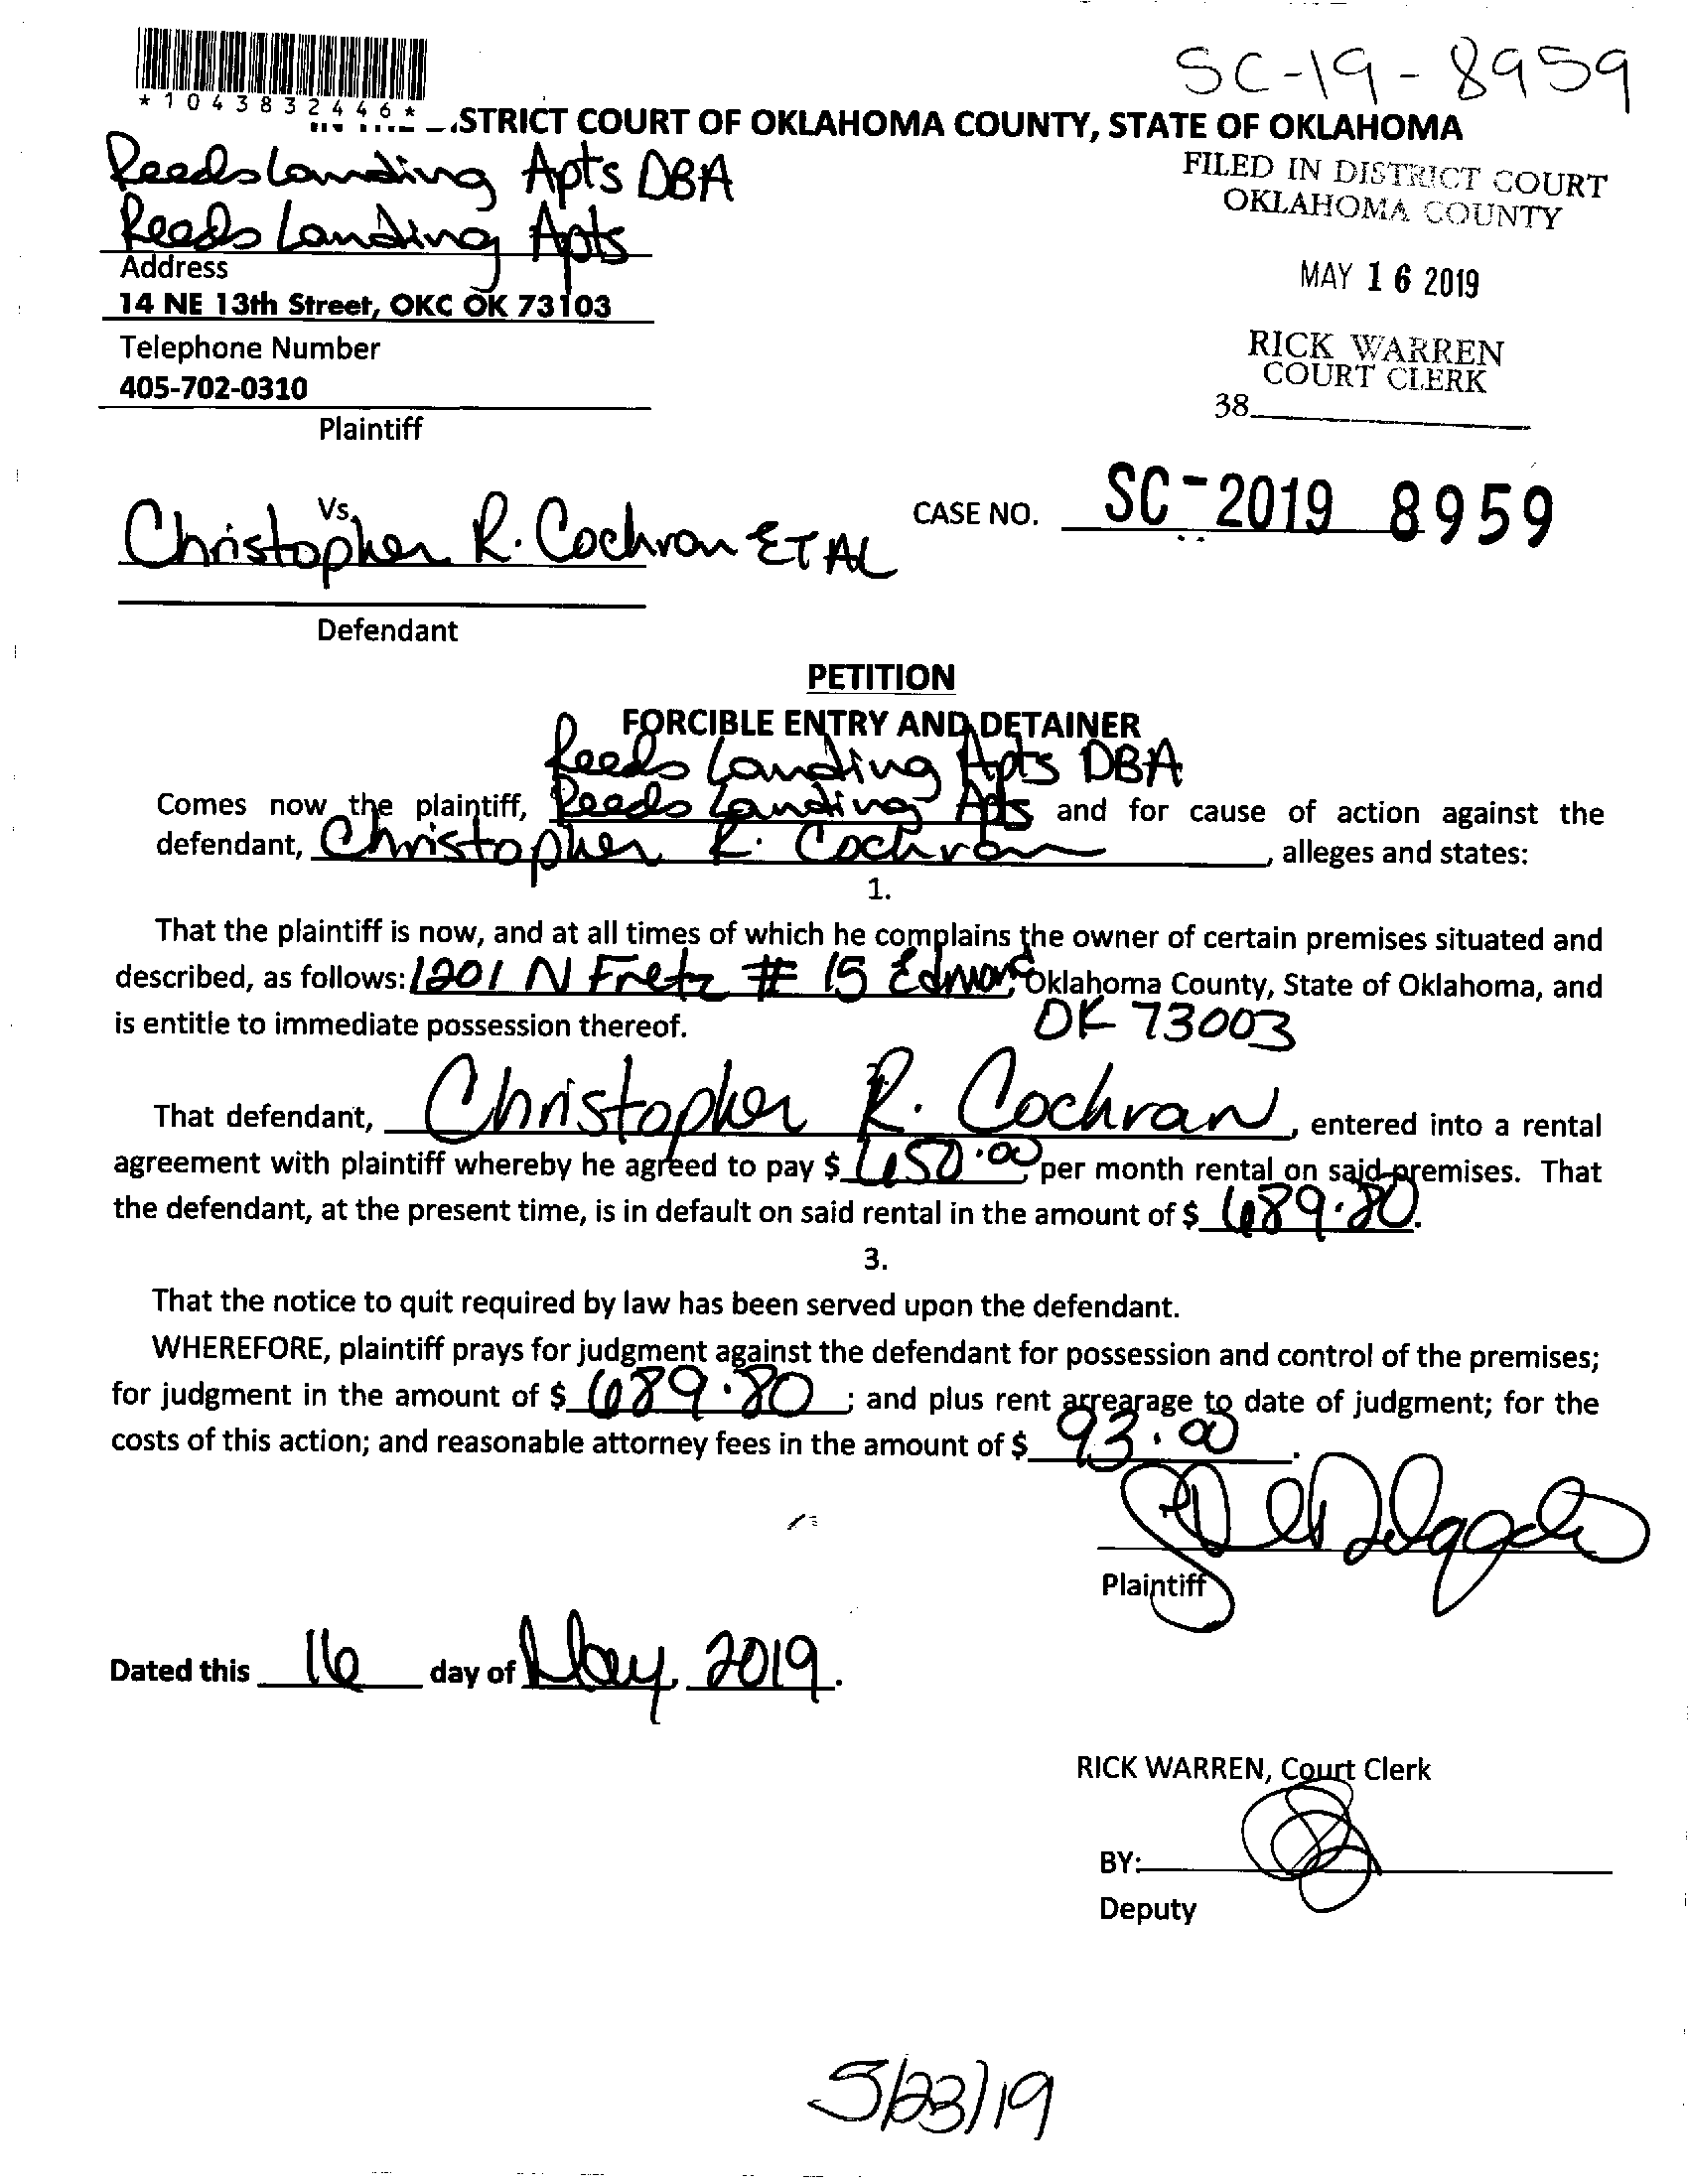 SC-19-8959
*1043832446*
STRICT COURT OF OKLAHOMA COUNTY, STATE OF OKLAHOMA
Reeds Landing Apts DBA
Reeds Landing Apts
FILED IN DISTRICT COURT
OKLAHOMA COUNTY
Address
14 NE 13th Street, OKC OK 73103
MAY 16 2019
Telephone Number
405-702-0310
RICK WARREN
COURT CLERK
38
Plaintiff
Vs.
Christopher R. Cochran ET AL
CASE NO. SC-2019 8959
Defendant
PETITION
FORCIBLE ENTRY AND DETAINER
Reeds Landing Apts DBA
Comes now the plaintiff, Reeds Landing Apts and for cause of action against the
defendant, Christopher R. Cochran, alleges and states:
1.
That the plaintiff is now, and at all times of which he complains the owner of certain premises situated and
described, as follows: 1201 N Fretz # 15 Edmond Oklahoma County, State of Oklahoma, and
is entitle to immediate possession thereof. OK 73003
That defendant, Christopher R. Cochran, entered into a rental
agreement with plaintiff whereby he agreed to pay $ 650.00 per month rental on said premises. That
the defendant, at the present time, is in default on said rental in the amount of $ 689.80.
3.
That the notice to quit required by law has been served upon the defendant.
WHEREFORE, plaintiff prays for judgment against the defendant for possession and control of the premises;
for judgment in the amount of $ 689.80; and plus rent arrearage to date of judgment; for the
costs of this action; and reasonable attorney fees in the amount of $ 93.00.
Plaintiff
Dated this 16 day of May, 2019.
RICK WARREN, Court Clerk
BY:
Deputy
5/23/19